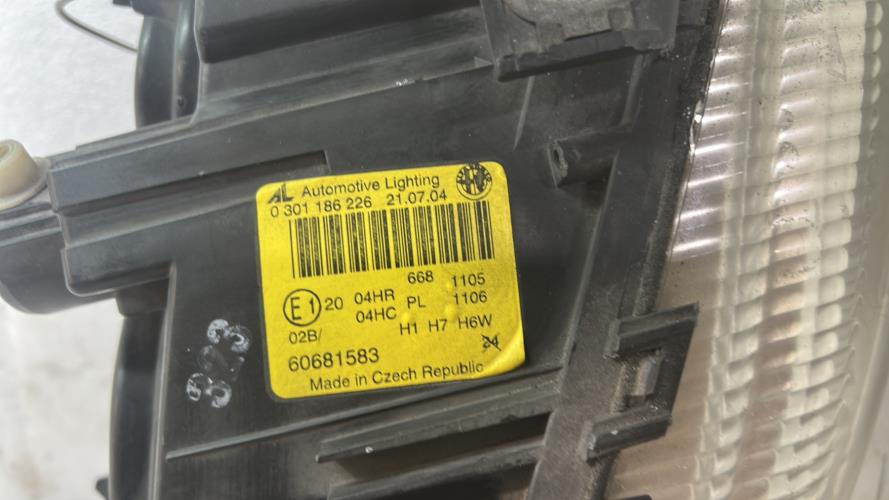 AL Automotive Lighting
0 301 186 226 21.07.04
668 1105
E1 20 04HR PL 1106
02B/ 04HC H1 H7 H6W
24
60681583
Made in Czech Republic